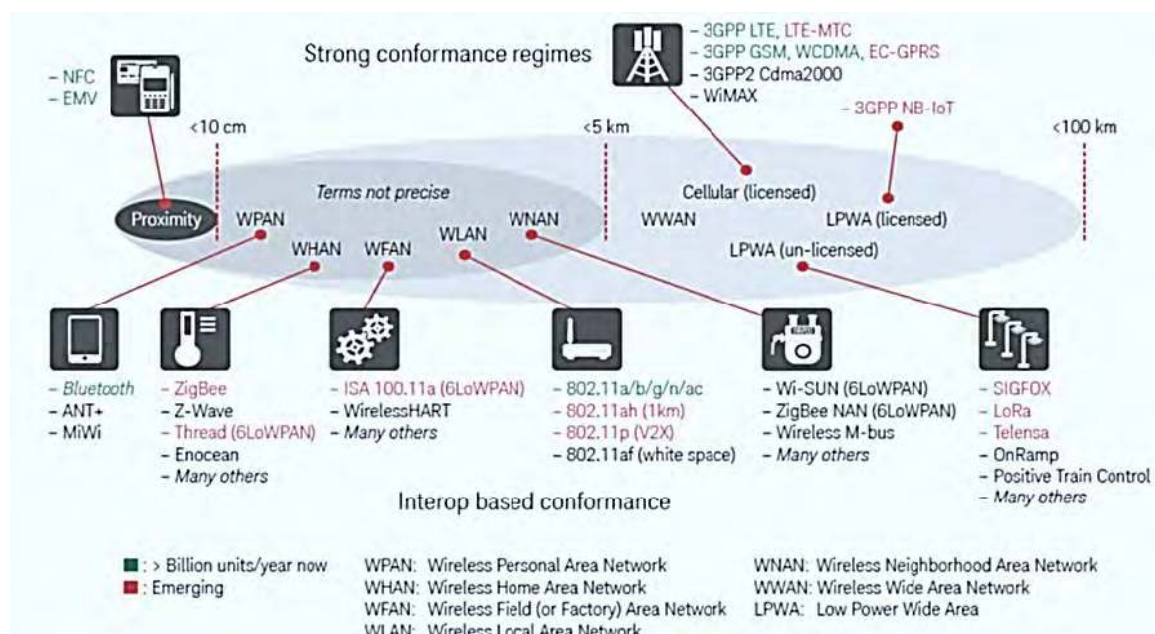 Strong conformance regimes
– NFC
– EMV
– 3GPP LTE, LTE-MTC
– 3GPP GSM, WCDMA, EC-GPRS
– 3GPP2 Cdma2000
– WiMAX
– 3GPP NB-IoT
<10 cm
<5 km
<100 km
Terms not precise
Proximity
WPAN
WHAN
WFAN
WLAN
WNAN
WWAN
Cellular (licensed)
LPWA (licensed)
LPWA (un-licensed)
– Bluetooth
– ANT+
– MiWi
– ZigBee
– Z-Wave
– Thread (6LoWPAN)
– Enocean
– Many others
– ISA 100.11a (6LoWPAN)
– WirelessHART
– Many others
– 802.11a/b/g/n/ac
– 802.11ah (1km)
– 802.11p (V2X)
– 802.11af (white space)
– Wi-SUN (6LoWPAN)
– ZigBee NAN (6LoWPAN)
– Wireless M-bus
– Many others
– SIGFOX
– LoRa
– Telensa
– OnRamp
– Positive Train Control
– Many others
Interop based conformance
: > Billion units/year now
: Emerging
WPAN: Wireless Personal Area Network
WHAN: Wireless Home Area Network
WFAN: Wireless Field (or Factory) Area Network
WLAN: Wireless Local Area Network
WNAN: Wireless Neighborhood Area Network
WWAN: Wireless Wide Area Network
LPWA: Low Power Wide Area